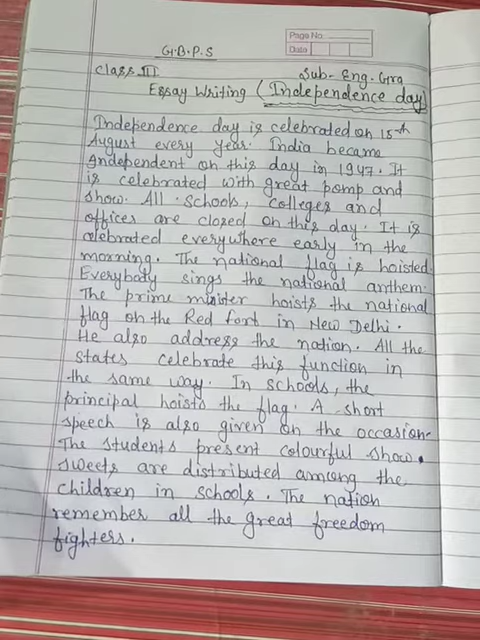 Page No.
Date
G.B.P.S
Class III
Sub- Eng. Gra
Essay Writing (Independence day)
Independence day is celebrated on 15th
August every year. India became
Independent on this day in 1947. It
is celebrated with great pomp and
show. All schools, colleges and
offices are closed on this day. It is
celebrated everywhere early in the
morning. The national flag is hoisted.
Everybody sings the national anthem.
The prime minister hoists the national
flag on the Red fort in New Delhi.
He also address the nation. All the
states celebrate this function in
the same way. In schools, the
principal hoists the flag. A short
speech is also given on the occasion.
The students present colourful show.
Sweets are distributed among the
children in schools. The nation
remember all the great freedom
fighters.